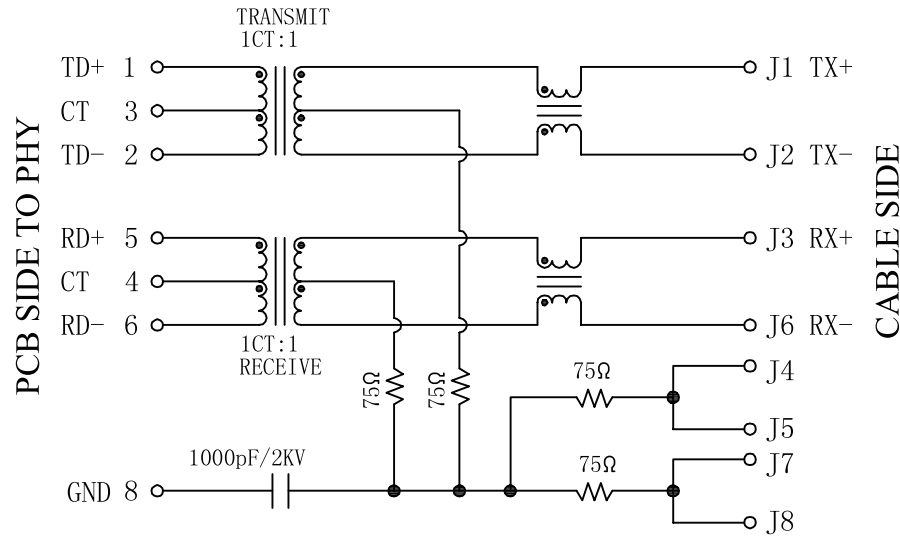 TRANSMIT
1CT:1
TD+ 1
CT 3
TD- 2
J1 TX+
J2 TX-
PCB SIDE TO PHY
CABLE SIDE
RD+ 5
CT 4
RD- 6
J3 RX+
J6 RX-
1CT:1
RECEIVE
75Ω
75Ω
75Ω
J4
J5
1000pF/2KV
GND 8
75Ω
J7
J8